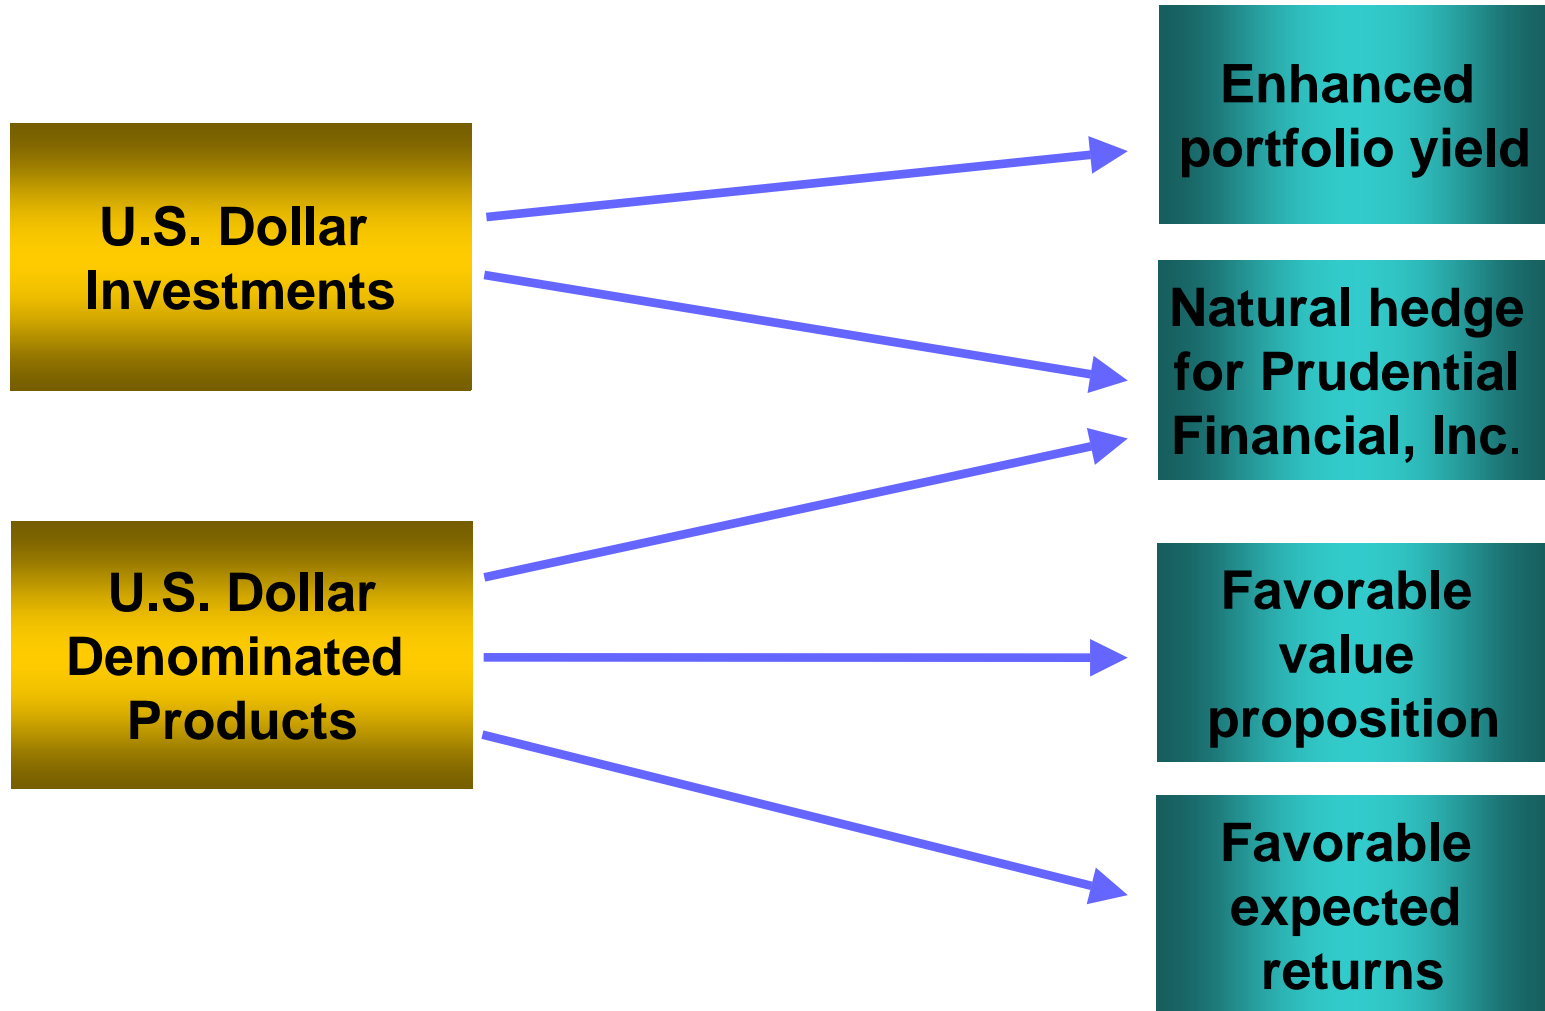 U.S. Dollar
Investments
U.S. Dollar
Denominated
Products
Enhanced
portfolio yield
Natural hedge
for Prudential
Financial, Inc.
Favorable
value
proposition
Favorable
expected
returns